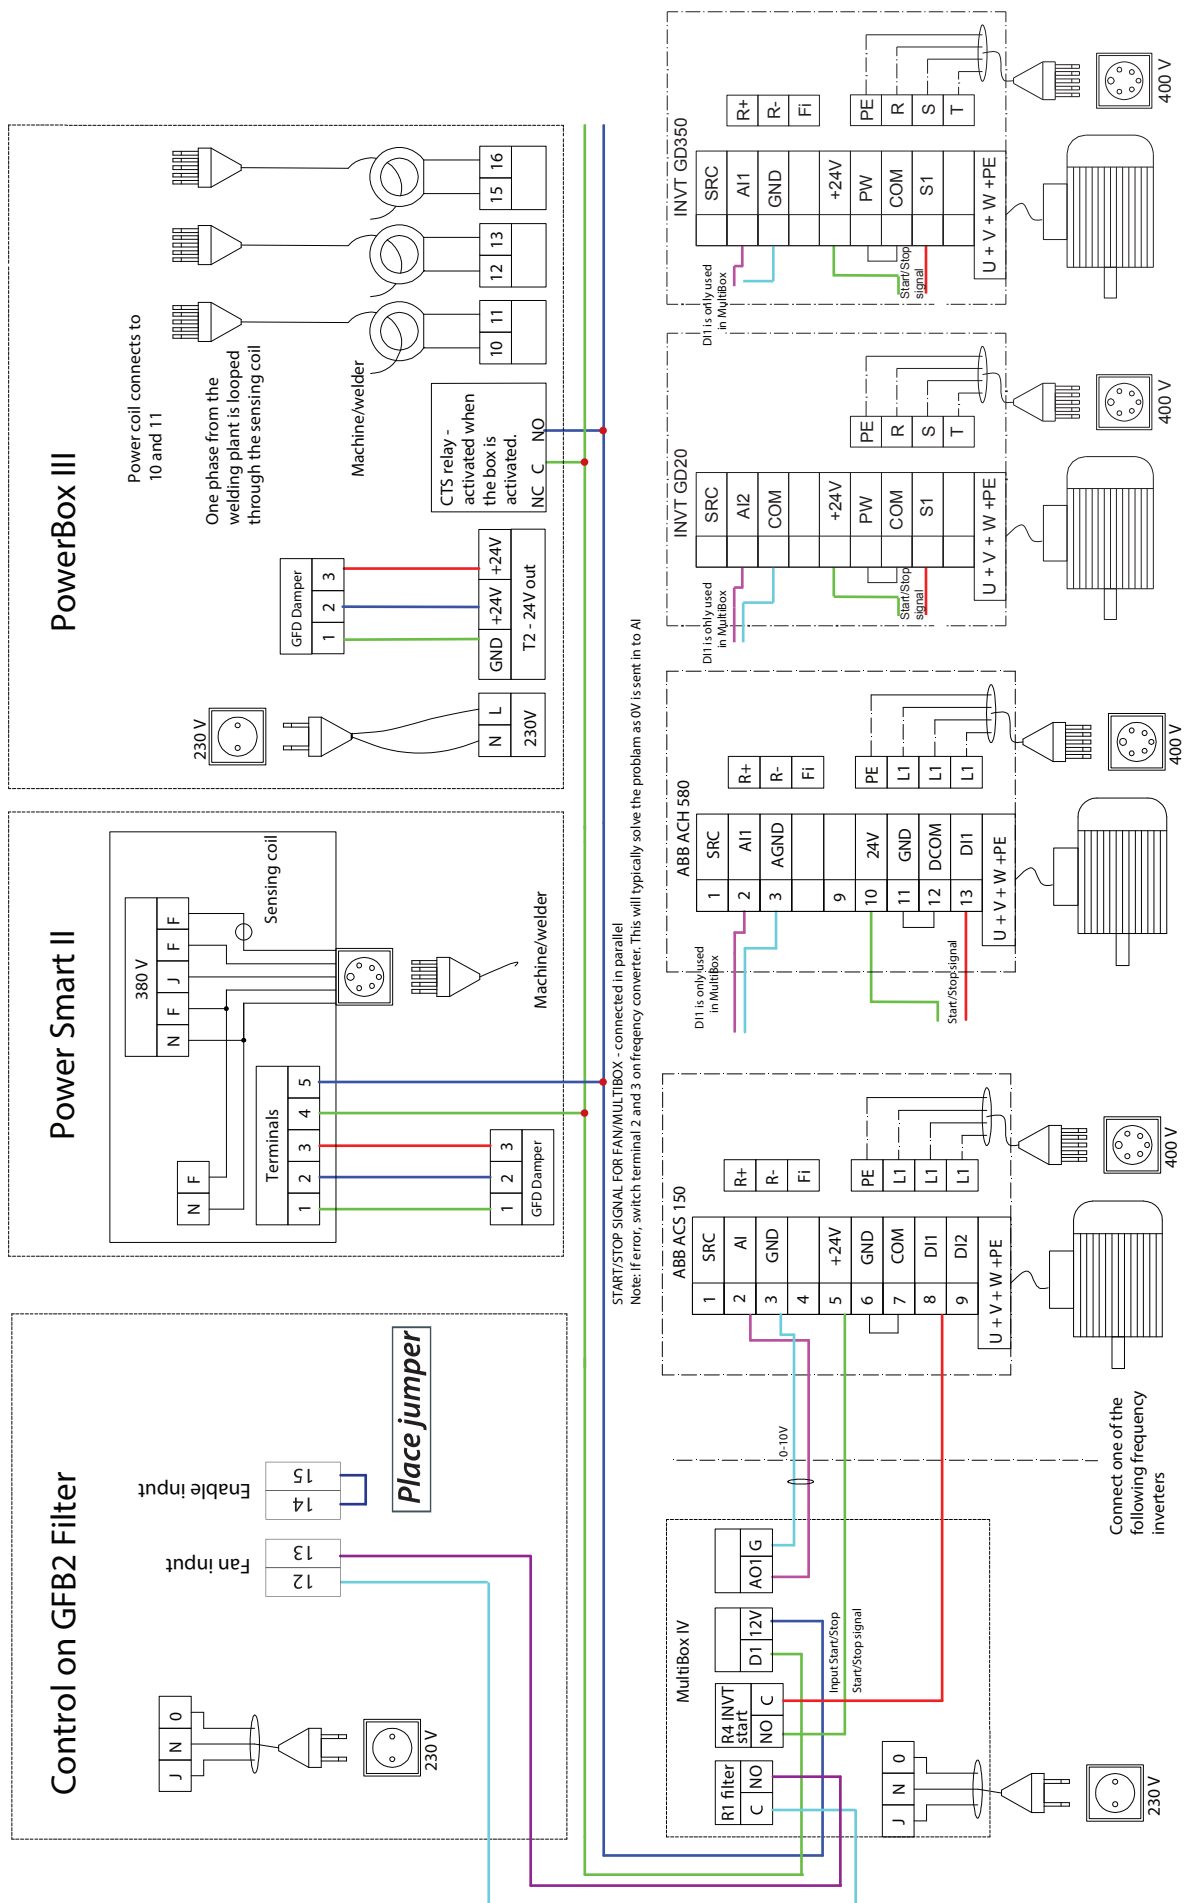 Control on GFB2 Filter
J N 0
230 V
Fan input
12 13
Enable input
14 15
Place jumper
Power Smart II
N F
380 V
N F J F F
Sensing coil
Terminals
1 2 3 4 5
1 2 3
GFD Damper
Machine/welder
PowerBox III
230 V
N L
230V
GFD Damper
1 2 3
GND +24V +24V
T2 - 24V out
Power coil connects to
10 and 11
One phase from the
welding plant is looped
through the sensing coil
Machine/welder
CTS relay -
activated when
the box is
activated.
NC C NO
10 11
12 13
15 16
START/STOP SIGNAL FOR FAN/MULTIBOX - connected in parallel
Note: If error, switch terminal 2 and 3 on freqency converter. This will typically solve the problam as 0V is sent in to AI
MultiBox IV
R1 filter
C NO
R4 INVT
start
NO C
D1 12V
AO1 G
Input Start/Stop
Start/Stop signal
J N 0
230 V
0-10V
Connect one of the
following frequency
inverters
ABB ACS 150
1 SRC
2 AI
3 GND
4
5 +24V
6 GND
7 COM
8 DI1
9 DI2
U + V + W +PE
R+
R-
Fi
PE
L1
L1
L1
400 V
ABB ACH 580
DI1 is only used
in MultiBox
1 SRC
2 AI1
3 AGND
9
10 24V
11 GND
12 DCOM
13 DI1
U + V + W +PE
Start/Stop signal
R+
R-
Fi
PE
L1
L1
L1
400 V
INVT GD20
DI1 is only used
in MultiBox
SRC
AI2
COM
+24V
PW
COM
S1
U + V + W +PE
Start/Stop
signal
PE
R
S
T
400 V
INVT GD350
DI1 is only used
in MultiBox
SRC
AI1
GND
+24V
PW
COM
S1
U + V + W +PE
Start/Stop
signal
R+
R-
Fi
PE
R
S
T
400 V